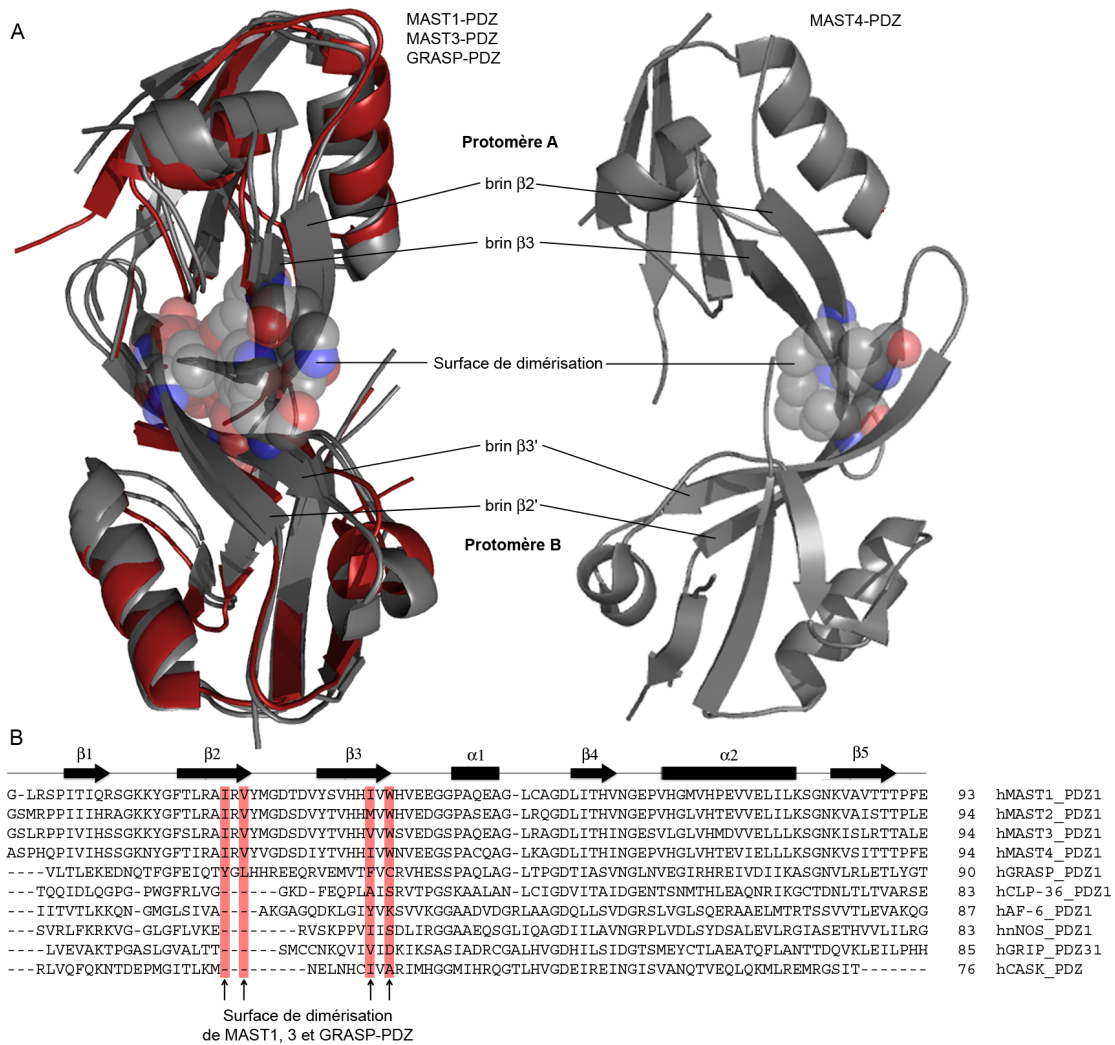 A
MAST1-PDZ
MAST3-PDZ
GRASP-PDZ
MAST4-PDZ
Protomère A
brin β2
brin β3
Surface de dimérisation
brin β3'
brin β2'
Protomère B
B
β1 β2 β3 α1 β4 α2 β5
G-LRSPITIQRSGKKYGFTLRAIRVYMGDTDVYSVHHIVWHVEEGGPAQEAG-LCAGDLITHVNGEPVHGMVHPEVVELILKSGNKVAVTTTPFE 93 hMAST1_PDZ1
GSMRPPIIIHRAGKKYGFTLRAIRVYMGDSDVYTVHHMVWHVEDGGPASEAG-LRQGDLITHVNGEPVHGLVHTEVVELILKSGNKVAISTTPLE 94 hMAST2_PDZ1
GSLRPPIVIHSSGKKYGFSLRAIRVYMGDSDVYTVHHVVWSVEDGSPAQEAG-LRAGDLITHINGESVLGLVHMDVVELLLKSGNKISLRTTALE 94 hMAST3_PDZ1
ASPHQPIVIHSSGKNYGFTIRAIRVYVGDSDIYTVHHIVWNVEEGSPACQAG-LKAGDLITHINGEPVHGLVHTEVIELLLKSGNKVSITTTPFE 94 hMAST4_PDZ1
----VLTLEKEDNQTFGFEIQTYGLHHREEQRVEMVTFVCRVHESSPAQLAG-LTPGDTIASVNGLNVEGIRHREIVDIIKASGNVLRLETLYGT 90 hGRASP_PDZ1
---TQQIDLQGPG-PWGFRLVG-----GKD-FEQPLAISRVTPGSKAALAN-LCIGDVITAIDGENTSNMTHLEAQNRIKGCTDNLTLTVARSE hCLP-36_PDZ1
---IITVTLKKQN-GMGLSIVA----AKGAGQDKLGIYVKSVVKGGAADVDGRLAAGDQLLSVDGRSLVGLSQERAAELMTRTSSVVTLEVAKQG 87 hAF-6_PDZ1
---SVRLFKRKVG-GLGFLVKE------RVSKPPVIISDLIRGGAAEQSGLIQAGDIILAVNGRPLVDLSYDSALEVLRGIASETHVVLILRG 83 hnNOS_PDZ1
----LVEVAKTPGASLGVALTT------SMCCNKQVIVIDKIKSASIADRCGALHVGDHILSIDGTSMEYCTLAEATQFLANTTDQVKLEILPHH 85 hGRIP_PDZ31
---RLVQFQKNTDEPMGITLKM-------NELNHCIVARIMHGGMIHRQGTLHVGDEIREINGISVANQTVEQLQKMLREMRGSIT------ 76 hCASK_PDZ
Surface de dimérisation
de MAST1, 3 et GRASP-PDZ